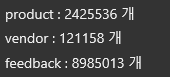 product : 2425536 개
vendor : 121158 개
feedback : 8985013 개